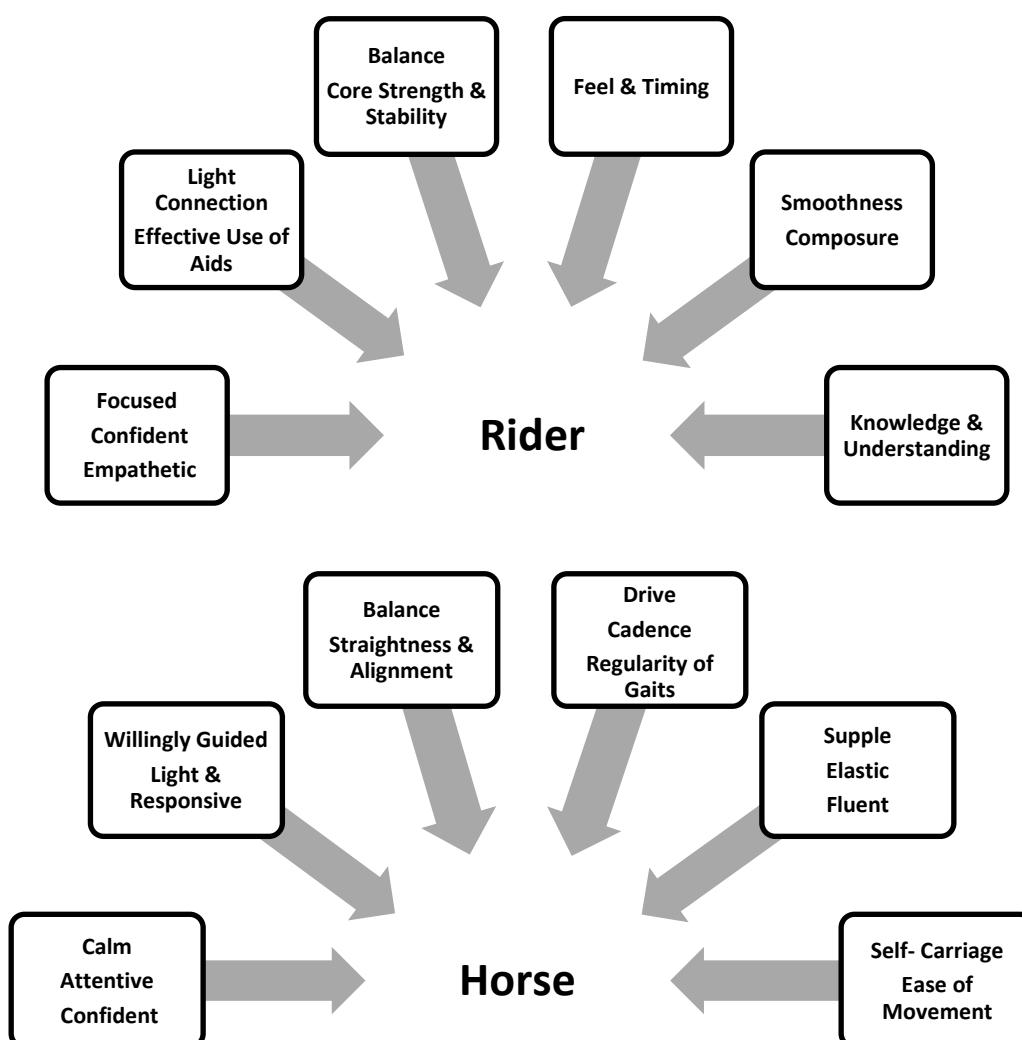 Balance
Core Strength &
Stability
Feel & Timing
Light
Connection
Effective Use of
Aids
Smoothness
Composure
Focused
Confident
Empathetic
Rider
Knowledge &
Understanding
Balance
Straightness &
Alignment
Drive
Cadence
Regularity of
Gaits
Willingly Guided
Light &
Responsive
Supple
Elastic
Fluent
Calm
Attentive
Confident
Horse
Self- Carriage
Ease of
Movement